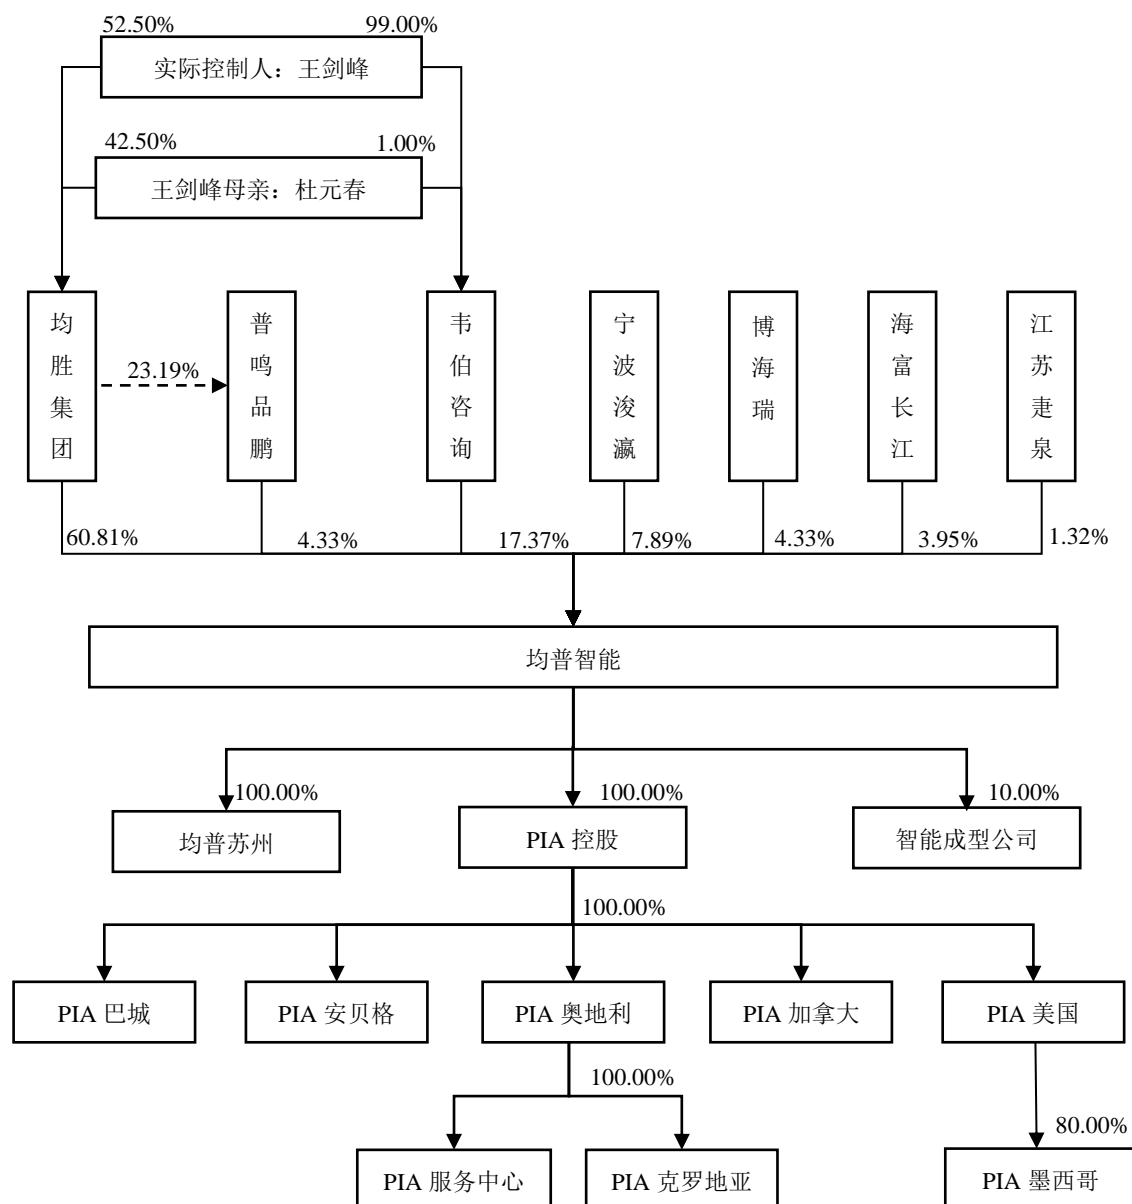 52.50% 99.00%
实际控制人：王剑峰
42.50% 1.00%
王剑峰母亲：杜元春
均胜集团
23.19%
普鸣品鹏
韦伯咨询
宁波浚瀛
博海瑞
海富长江
江苏疌泉
60.81% 4.33% 17.37% 7.89% 4.33% 3.95% 1.32%
均普智能
100.00% 100.00% 10.00%
均普苏州 PIA 控股 智能成型公司
100.00%
PIA 巴城 PIA 安贝格 PIA 奥地利 PIA 加拿大 PIA 美国
100.00%
80.00%
PIA 服务中心 PIA 克罗地亚 PIA 墨西哥